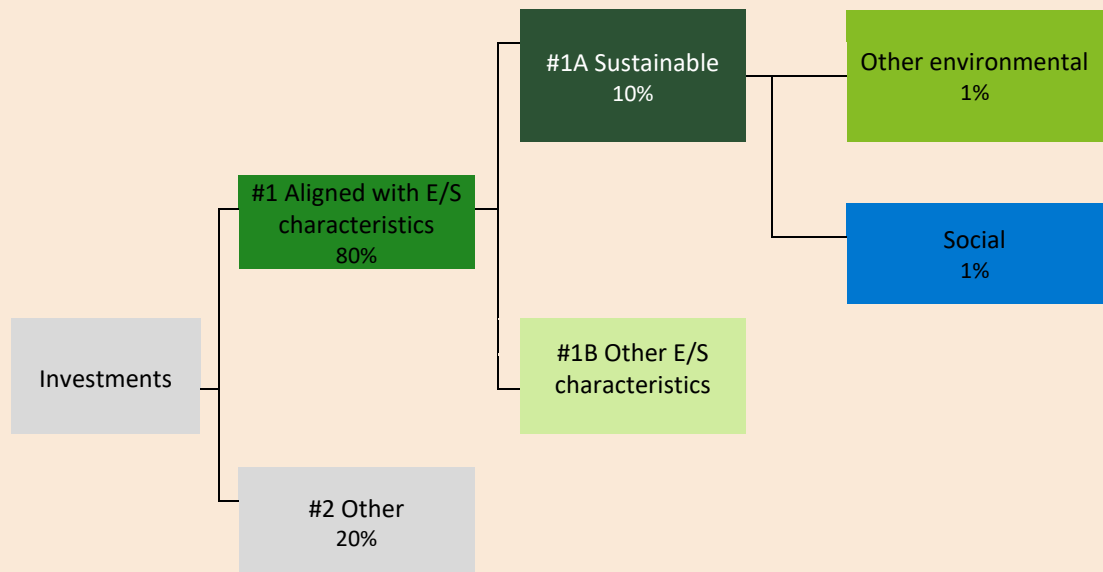 #1A Sustainable
10%
Other environmental
1%
#1 Aligned with E/S
characteristics
80%
Social
1%
Investments
#1B Other E/S
characteristics
#2 Other
20%